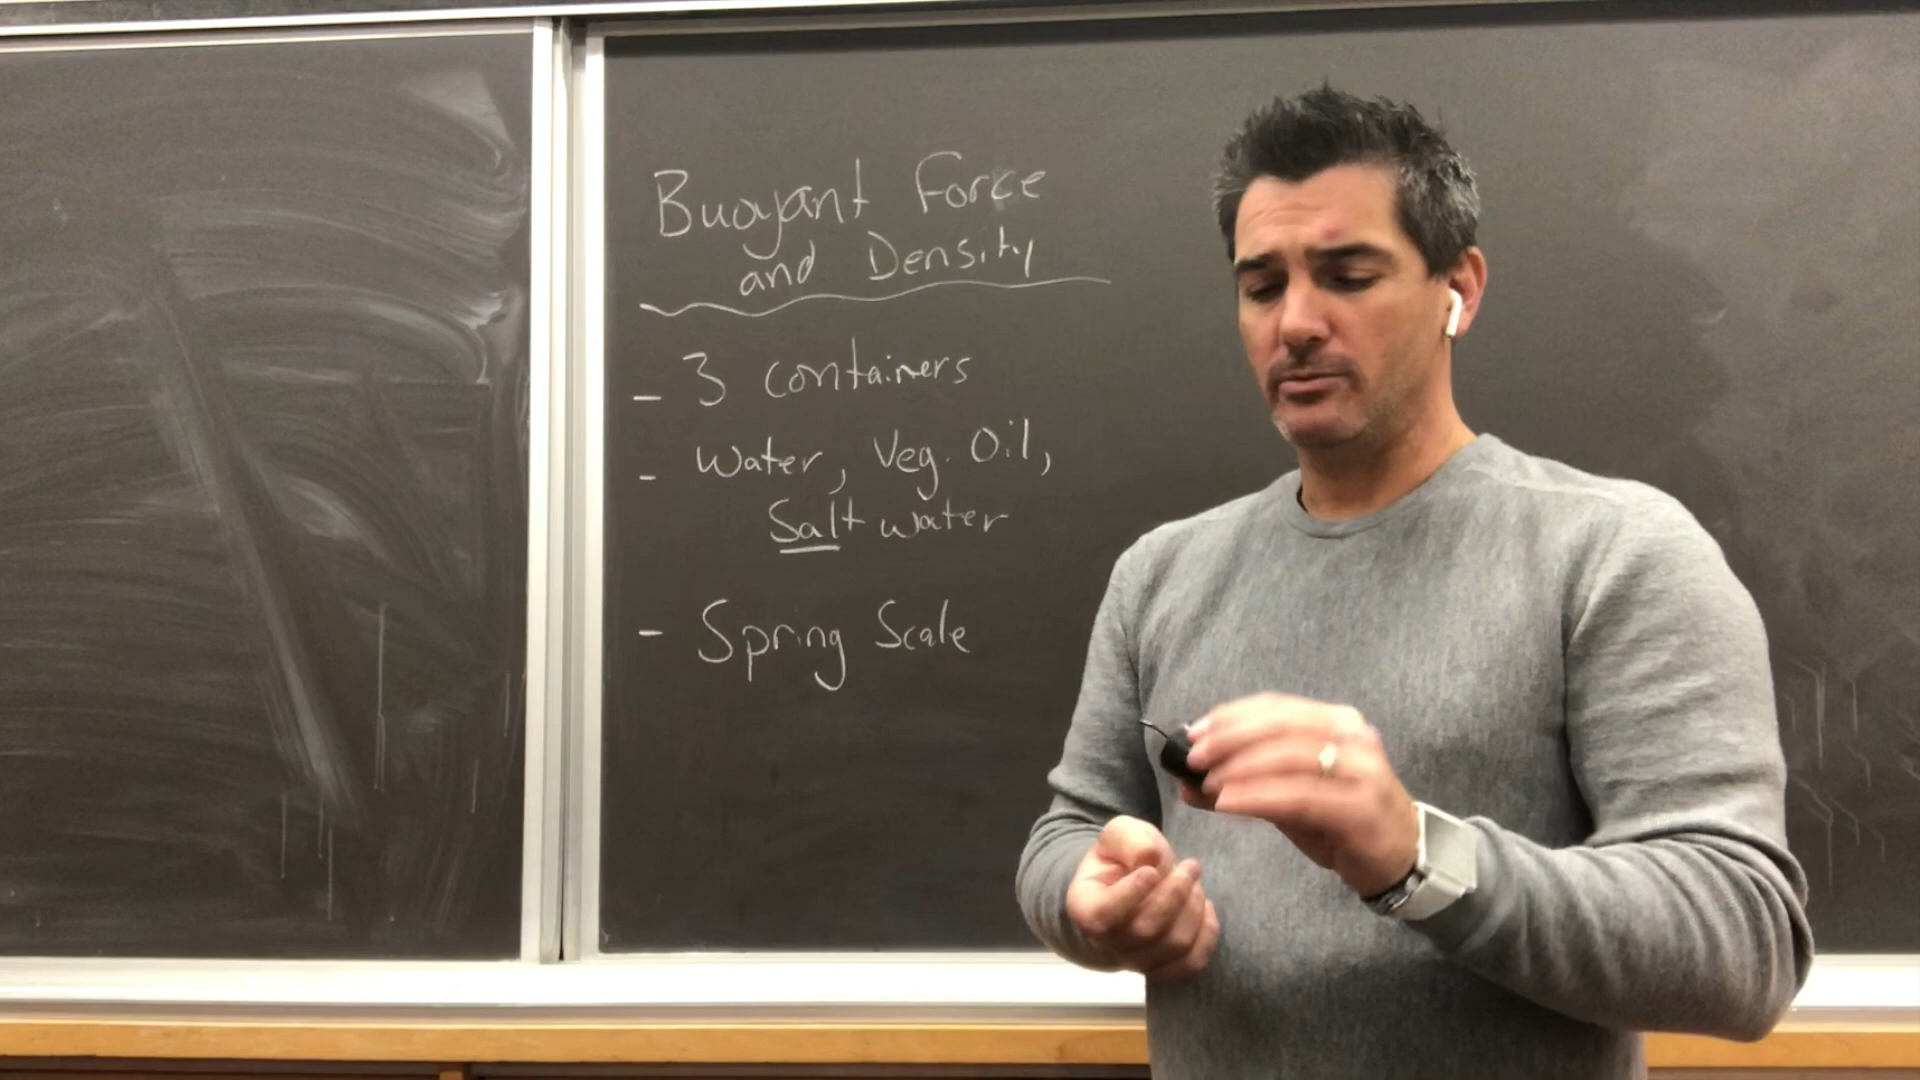 Buoyant Force
and Density
- 3 containers
- Water, Veg. Oil,
Salt water
- Spring Scale